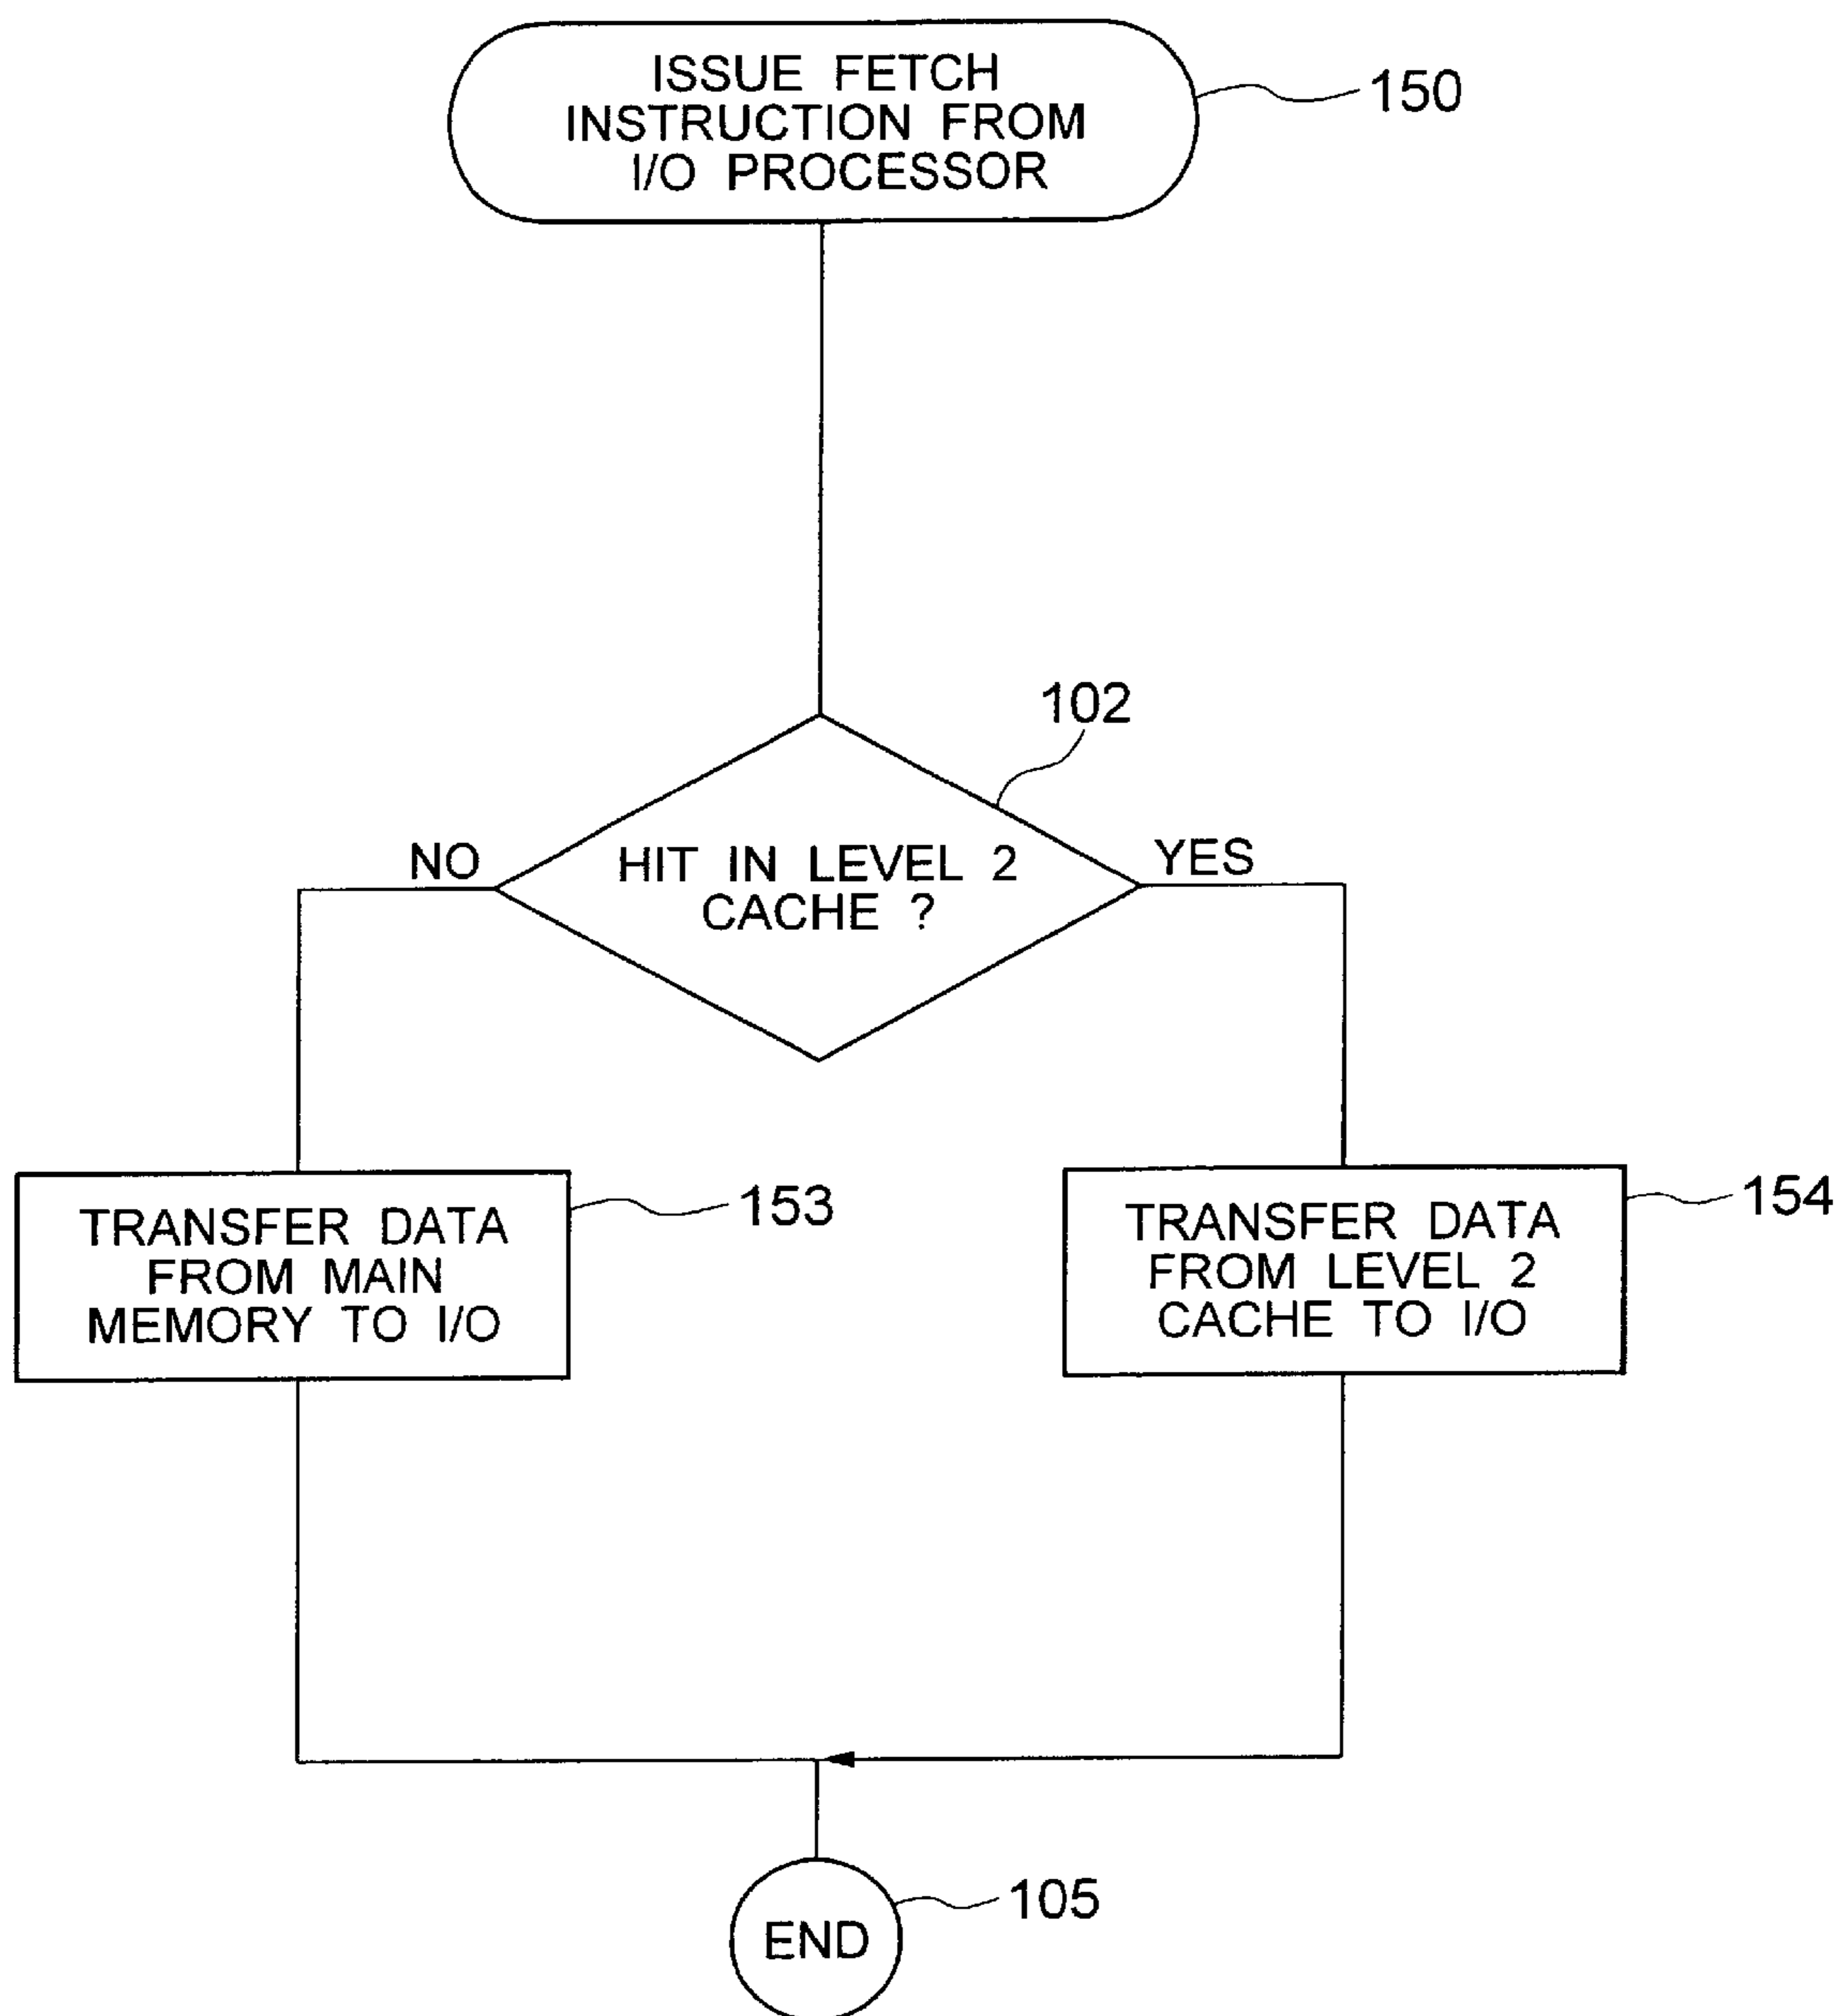 ISSUE FETCH
INSTRUCTION FROM
I/O PROCESSOR
150
102
NO
HIT IN LEVEL 2
CACHE ?
YES
TRANSFER DATA
FROM MAIN
MEMORY TO I/O
153
TRANSFER DATA
FROM LEVEL 2
CACHE TO I/O
154
END
105